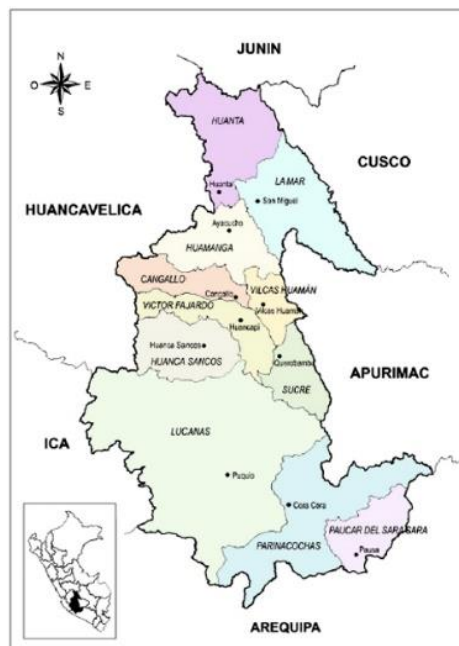 JUNIN
N
O
E
S
HUANTA
CUSCO
LA MAR
Huanta
San Miguel
HUANCAVELICA
Ayacucho
HUAMANGA
CANGALLO
VILCAS HUAMÁN
Cangallo
Vilcas Huamán
VICTOR FAJARDO
Huancapi
Huanca Sancos
HUANCA SANCOS
Querobamba
APURIMAC
SUCRE
ICA
LUCANAS
Puquio
Cora Cora
PAUCAR DEL SARA SARA
PARINACOCHAS
Pausa
AREQUIPA